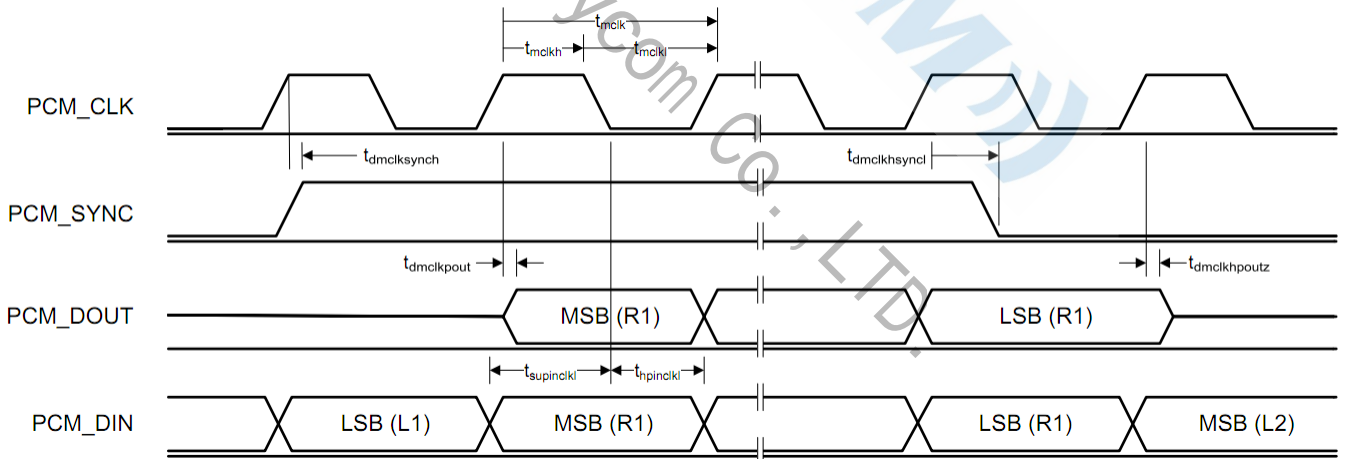 tmclk
tmclkh
tmclkl
PCM_CLK
tdmclksynch
tdmclkhsyncl
PCM_SYNC
tdmclkpout
tdmclkhpoutz
PCM_DOUT
MSB (R1)
LSB (R1)
tsupinclkl
thpinclkl
PCM_DIN
LSB (L1)
MSB (R1)
LSB (R1)
MSB (L2)
ycom Co., LTD.
M